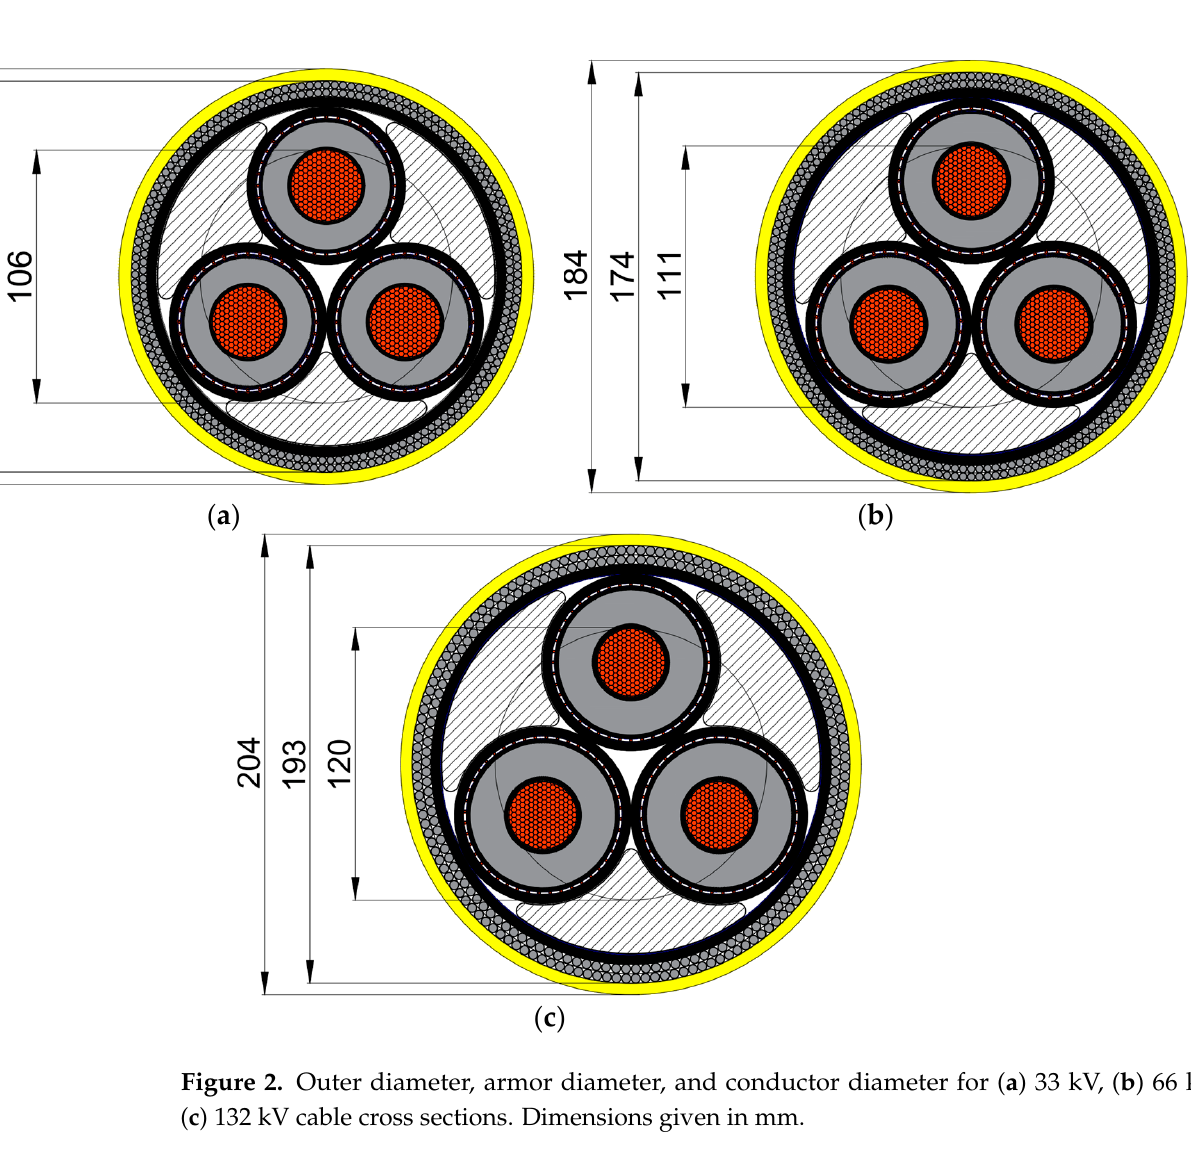 106
184
174
111
(a)
(b)
204
193
120
(c)
Figure 2. Outer diameter, armor diameter, and conductor diameter for (a) 33 kV, (b) 66
(c) 132 kV cable cross sections. Dimensions given in mm.